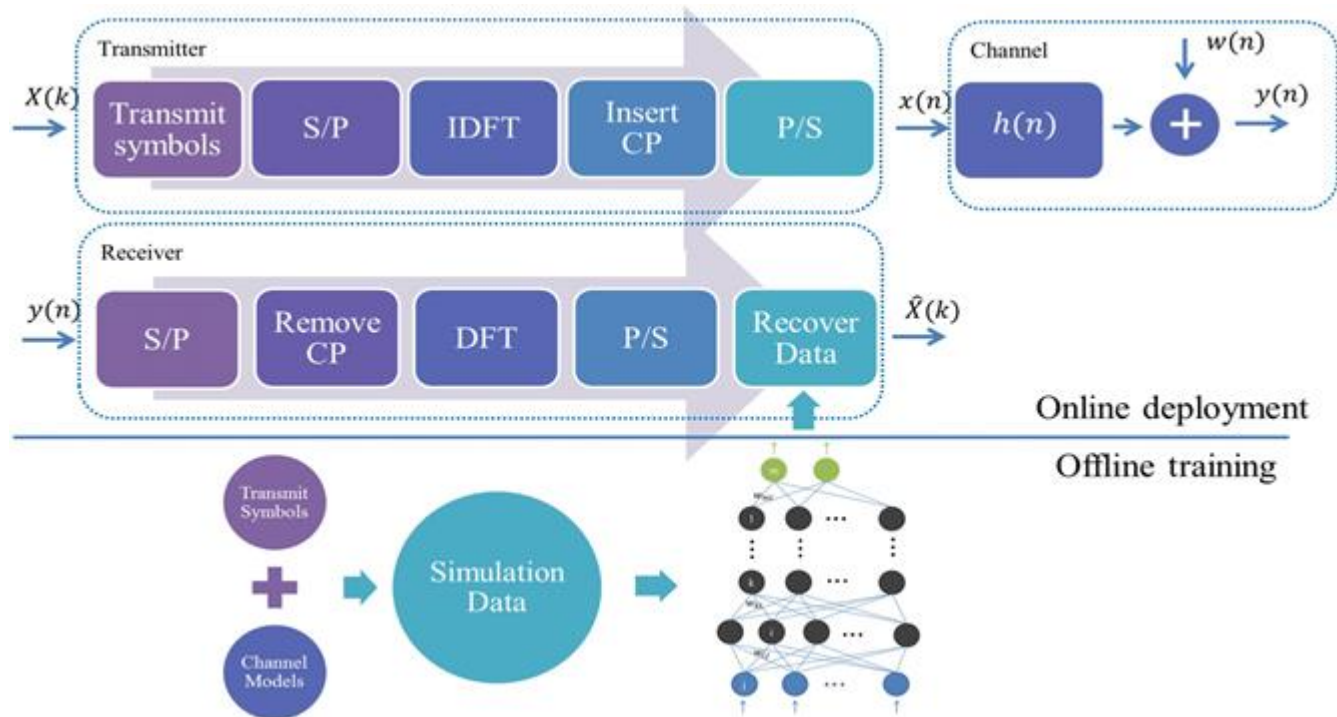 Transmitter
X(k)
Transmit
symbols
S/P
IDFT
Insert
CP
P/S
x(n)
Channel
h(n)
w(n)
+
y(n)
Receiver
y(n)
S/P
Remove
CP
DFT
P/S
Recover
Data
X̂(k)
Online deployment
Offline training
Transmit
Symbols
Channel
Models
Simulation
Data
...
...
k
...
...
...